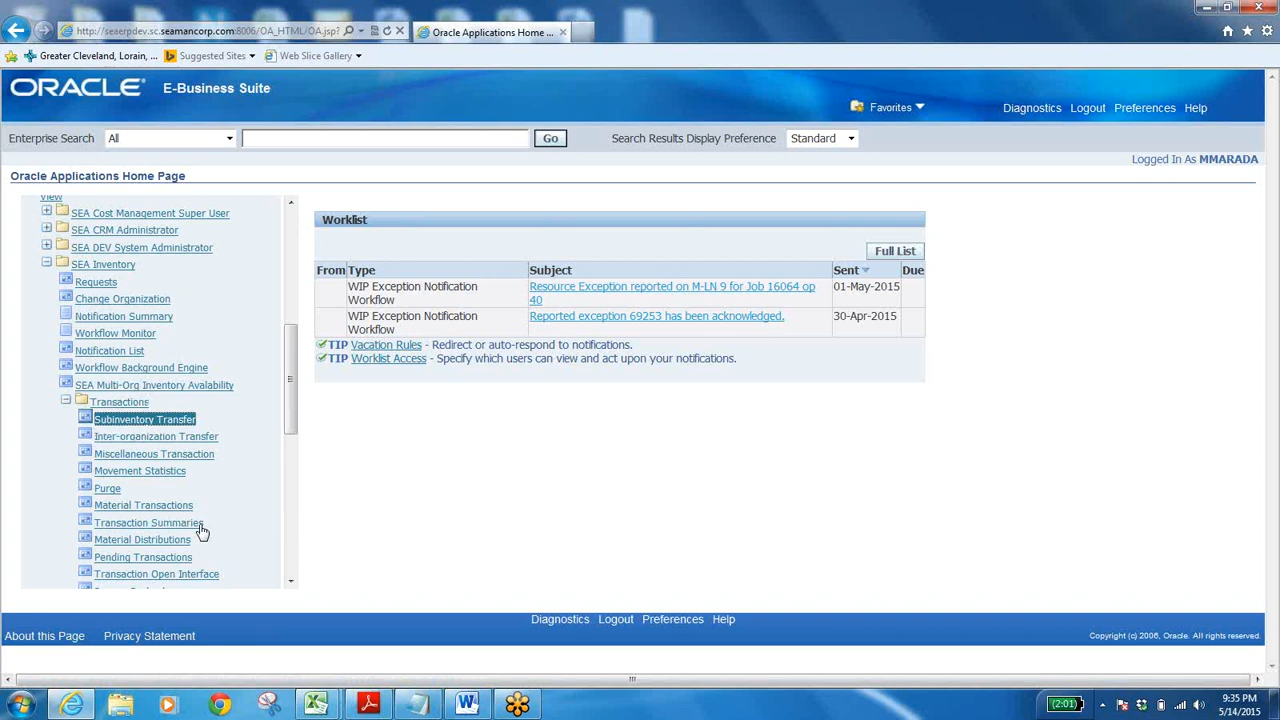 http://seaerpdev.sc.seamancorp.com:8006/OA_HTML/OA.jsp?
Oracle Applications Home ...
Greater Cleveland, Lorain, ...
Suggested Sites
Web Slice Gallery
ORACLE® E-Business Suite
Favorites
Diagnostics Logout Preferences Help
Enterprise Search All Go Search Results Display Preference Standard
Logged In As MMARADA
Oracle Applications Home Page
View
SEA Cost Management Super User
SEA CRM Administrator
SEA DEV System Administrator
SEA Inventory
Requests
Change Organization
Notification Summary
Workflow Monitor
Notification List
Workflow Background Engine
SEA Multi-Org Inventory Avalability
Transactions
Subinventory Transfer
Inter-organization Transfer
Miscellaneous Transaction
Movement Statistics
Purge
Material Transactions
Transaction Summaries
Material Distributions
Pending Transactions
Transaction Open Interface
Worklist
Full List
From Type Subject Sent Due
WIP Exception Notification Workflow
Resource Exception reported on M-LN 9 for Job 16064 op 40
01-May-2015
WIP Exception Notification Workflow
Reported exception 69253 has been acknowledged.
30-Apr-2015
TIP Vacation Rules - Redirect or auto-respond to notifications.
TIP Worklist Access - Specify which users can view and act upon your notifications.
Diagnostics Logout Preferences Help
About this Page Privacy Statement
Copyright (c) 2006, Oracle. All rights reserved.
(2:01)
9:35 PM
5/14/2015